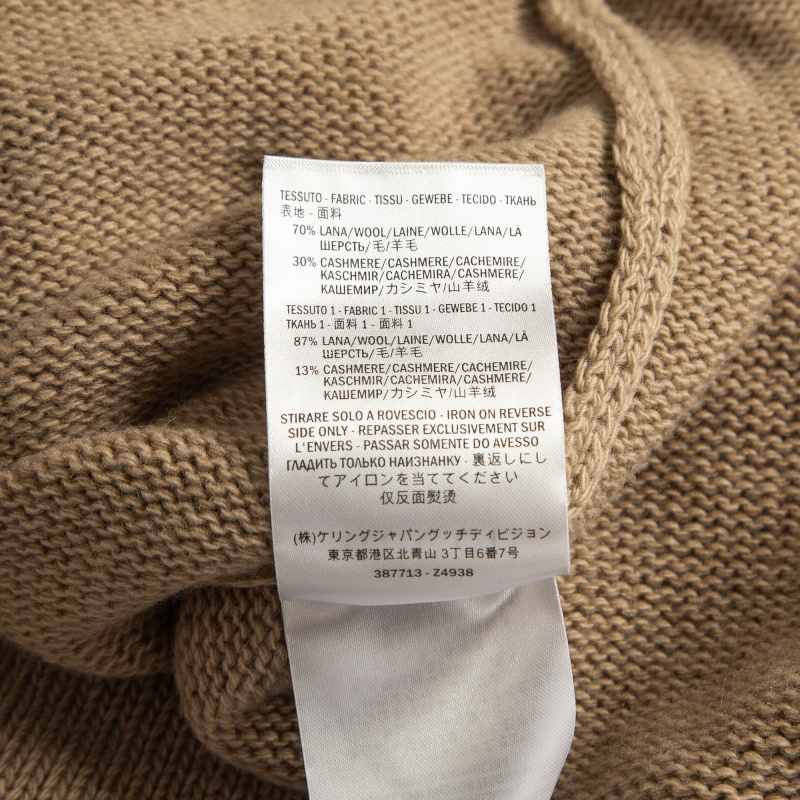 TESSUTO - FABRIC - TISSU - GEWEBE - TECIDO - ТКАНЬ
表地 - 面料
70% LANA/WOOL/LAINE/WOLLE/LANA/LÃ
ШЕРСТЬ/毛/羊毛
30% CASHMERE/CASHMERE/CACHEMIRE/
KASCHMIR/CACHEMIRA/CASHMERE/
КАШЕМИР/カシミヤ/山羊绒
TESSUTO 1 - FABRIC 1 - TISSU 1 - GEWEBE 1 - TECIDO 1
ТКАНЬ 1 - 面料 1 - 面料 1
87% LANA/WOOL/LAINE/WOLLE/LANA/LÃ
ШЕРСТЬ/毛/羊毛
13% CASHMERE/CASHMERE/CACHEMIRE/
KASCHMIR/CACHEMIRA/CASHMERE/
КАШЕМИР/カシミヤ/山羊绒
STIRARE SOLO A ROVESCIO - IRON ON REVERSE
SIDE ONLY - REPASSER EXCLUSIVEMENT SUR
L'ENVERS - PASSAR SOMENTE DO AVESSO
ГЛАДИТЬ ТОЛЬКО НАИЗНАНКУ - 裏返しにし
てアイロンを当ててください
仅反面熨烫
(株)ケリングジャパングッチディビジョン
東京都港区北青山 3丁目6番7号
387713 - Z4938